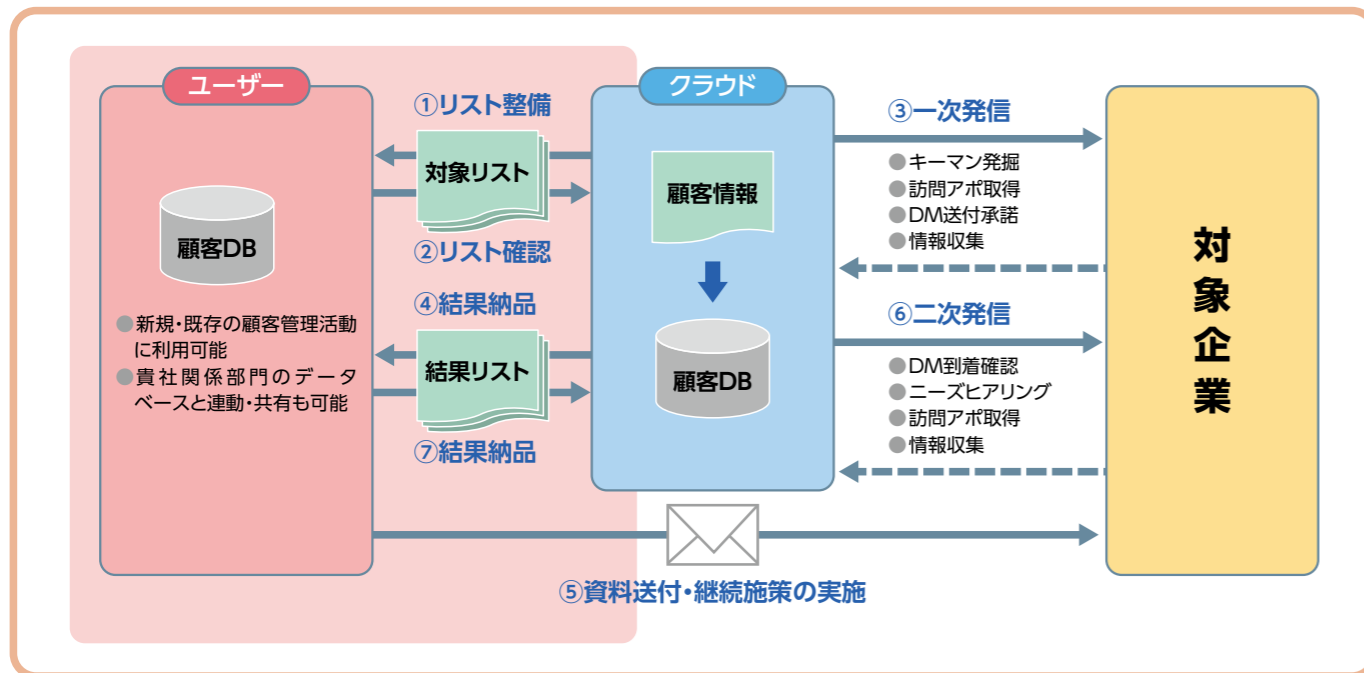 ユーザー
顧客DB
●新規・既存の顧客管理活動
に利用可能
●貴社関係部門のデータ
ベースと連動・共有も可能
①リスト整備
対象リスト
②リスト確認
④結果納品
結果リスト
⑦結果納品
クラウド
顧客情報
顧客DB
③一次発信
●キーマン発掘
●訪問アポ取得
●DM送付承諾
●情報収集
⑥二次発信
●DM到着確認
●ニーズヒアリング
●訪問アポ取得
●情報収集
対象企業
⑤資料送付・継続施策の実施